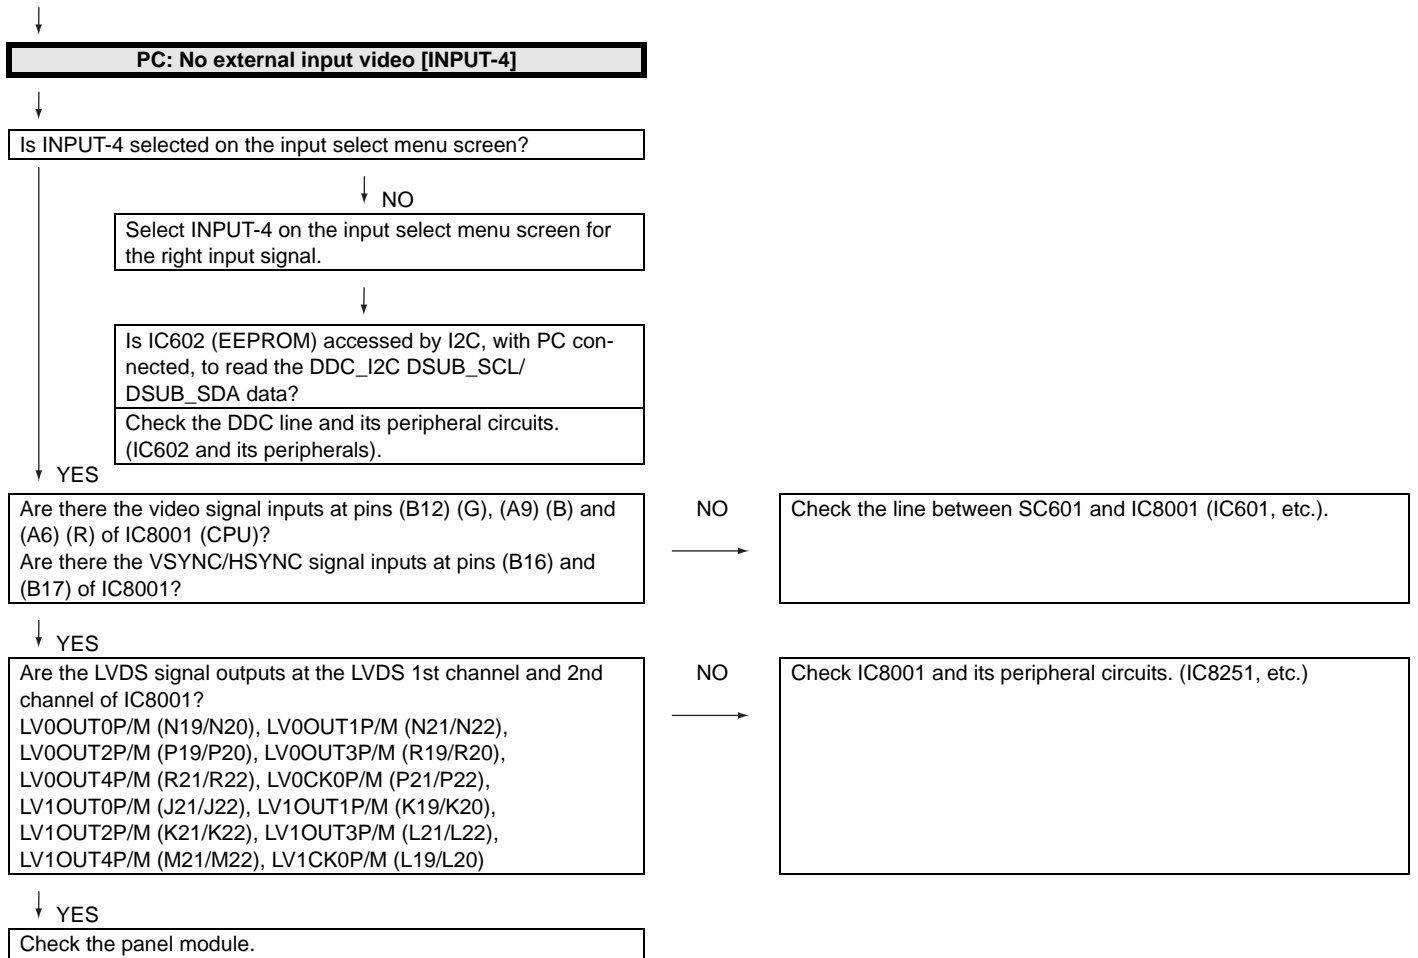 PC: No external input video [INPUT-4]
Is INPUT-4 selected on the input select menu screen?
NO
Select INPUT-4 on the input select menu screen for
the right input signal.
Is IC602 (EEPROM) accessed by I2C, with PC con-
nected, to read the DDC_I2C DSUB_SCL/
DSUB_SDA data?
Check the DDC line and its peripheral circuits.
(IC602 and its peripherals).
YES
Are there the video signal inputs at pins (B12) (G), (A9) (B) and
(A6) (R) of IC8001 (CPU)?
Are there the VSYNC/HSYNC signal inputs at pins (B16) and
(B17) of IC8001?
NO
Check the line between SC601 and IC8001 (IC601, etc.).
YES
Are the LVDS signal outputs at the LVDS 1st channel and 2nd
channel of IC8001?
LV0OUT0P/M (N19/N20), LV0OUT1P/M (N21/N22),
LV0OUT2P/M (P19/P20), LV0OUT3P/M (R19/R20),
LV0OUT4P/M (R21/R22), LV0CK0P/M (P21/P22),
LV1OUT0P/M (J21/J22), LV1OUT1P/M (K19/K20),
LV1OUT2P/M (K21/K22), LV1OUT3P/M (L21/L22),
LV1OUT4P/M (M21/M22), LV1CK0P/M (L19/L20)
NO
Check IC8001 and its peripheral circuits. (IC8251, etc.)
YES
Check the panel module.